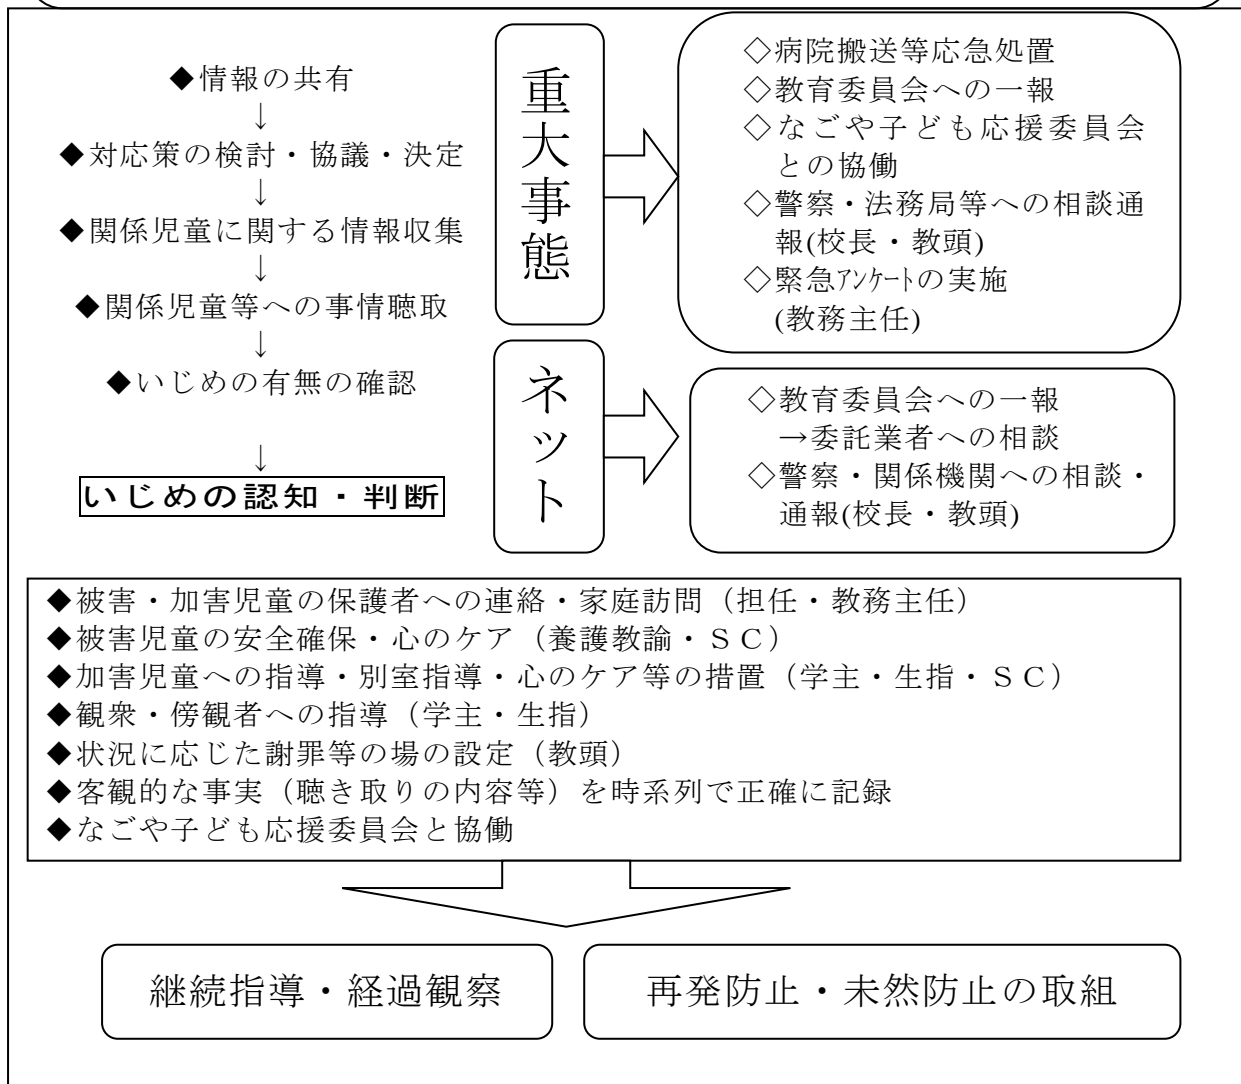 ◆情報の共有
↓
◆対応策の検討・協議・決定
↓
◆関係児童に関する情報収集
↓
◆関係児童等への事情聴取
↓
◆いじめの有無の確認
↓
いじめの認知・判断
重大事態
◇病院搬送等応急処置
◇教育委員会への一報
◇なごや子ども応援委員会
との協働
◇警察・法務局等への相談通
報(校長・教頭)
◇緊急ｱﾝｹｰﾄの実施
(教務主任)
ネット
◇教育委員会への一報
→委託業者への相談
◇警察・関係機関への相談・
通報(校長・教頭)
◆被害・加害児童の保護者への連絡・家庭訪問（担任・教務主任）
◆被害児童の安全確保・心のケア（養護教諭・ＳＣ）
◆加害児童への指導・別室指導・心のケア等の措置（学主・生指・ＳＣ）
◆観衆・傍観者への指導（学主・生指）
◆状況に応じた謝罪等の場の設定（教頭）
◆客観的な事実（聴き取りの内容等）を時系列で正確に記録
◆なごや子ども応援委員会と協働
継続指導・経過観察
再発防止・未然防止の取組